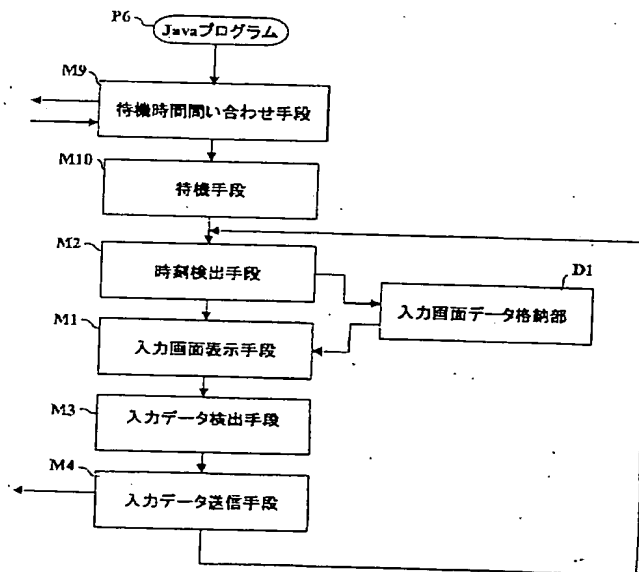 P6
Javaプログラム
M9
待機時間問い合わせ手段
M10
待機手段
M2
時刻検出手段
D1
入力画面データ格納部
M1
入力画面表示手段
M3
入力データ検出手段
M4
入力データ送信手段